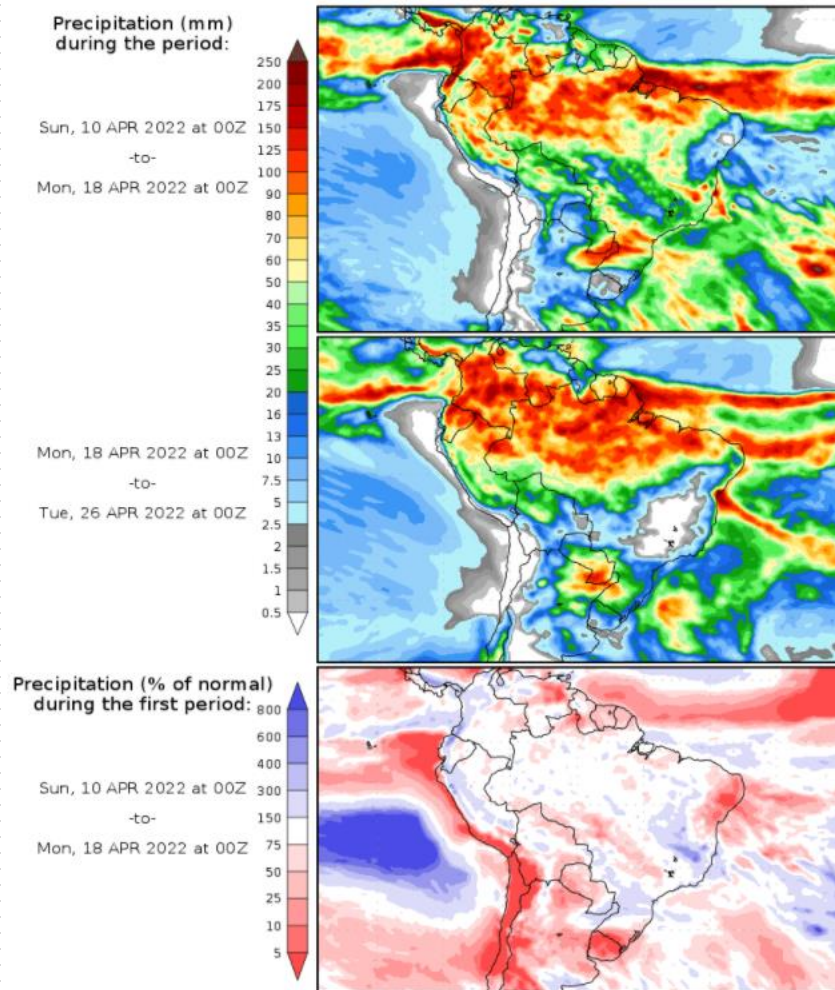 Precipitation (mm)
during the period:
250
200
175
150
125
100
90
80
70
60
50
40
35
30
25
20
16
13
10
7.5
5
2.5
2
1.5
1
0.5
Sun, 10 APR 2022 at 00Z
-to-
Mon, 18 APR 2022 at 00Z
Mon, 18 APR 2022 at 00Z
-to-
Tue, 26 APR 2022 at 00Z
Precipitation (% of normal)
during the first period:
800
600
400
300
150
75
50
25
10
5
Sun, 10 APR 2022 at 00Z
-to-
Mon, 18 APR 2022 at 00Z